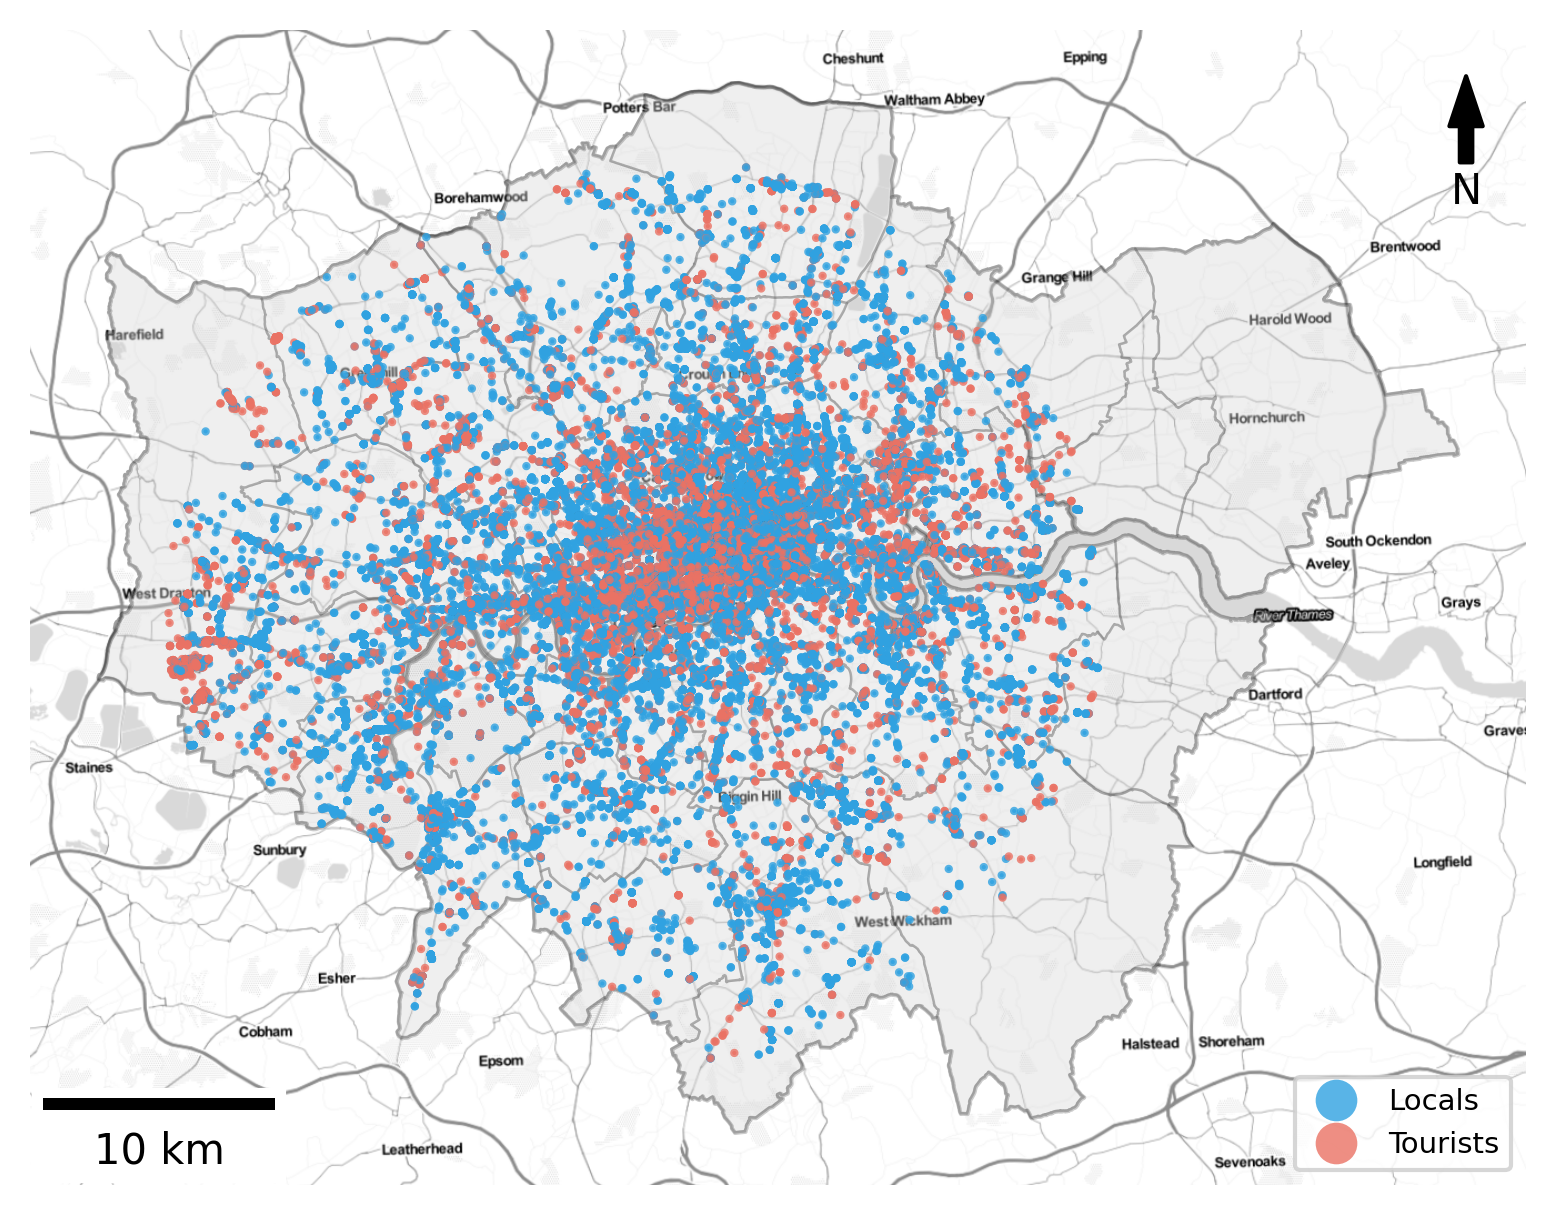 Cheshunt
Epping
Potters Bar
Waltham Abbey
N
Borehamwood
Brentwood
Grange Hill
Harefield
Harold Wood
Hornchurch
South Ockendon
Aveley
West Drayton
Grays
River Thames
Dartford
Staines
Biggin Hill
Sunbury
Longfield
West Wickham
Esher
Cobham
Halstead
Shoreham
Epsom
Locals
10 km
Leatherhead
Tourists
Sevenoaks